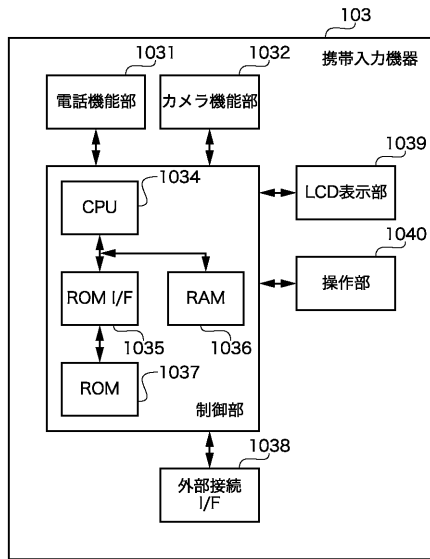 103
携帯入力機器
1031
1032
電話機能部
カメラ機能部
1034
CPU
1039
LCD表示部
1040
操作部
ROM I/F
RAM
1035
1036
ROM
1037
制御部
1038
外部接続
I/F